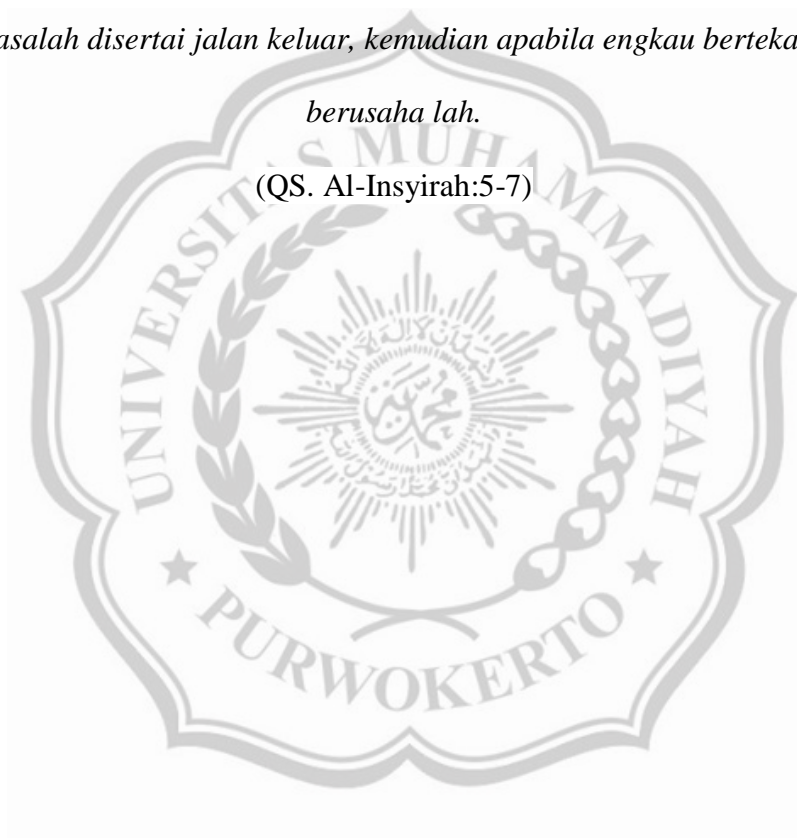 asalah disertai jalan keluar, kemudian apabila engkau berteka
berusaha lah.
(QS. Al-Insyirah:5-7)
UNIVERSITAS MUHAMMADIYAH
PURWOKERTO